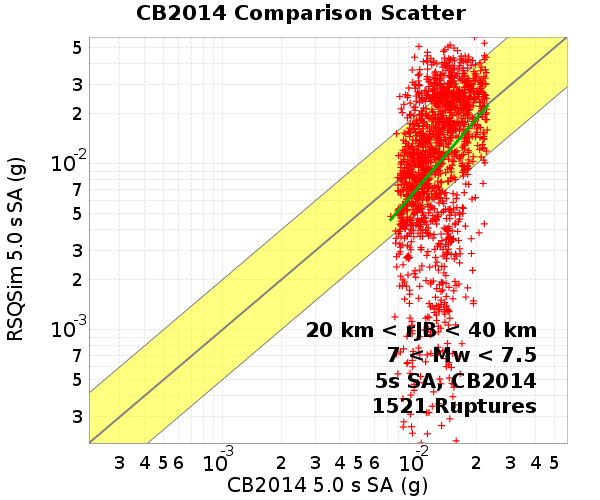 CB2014 Comparison Scatter
RSQSim 5.0 s SA (g)
5
3
2
10-2
7
5
3
2
10-3
7
5
3
20 km < rJB < 40 km
7 < Mw < 7.5
5s SA, CB2014
1521 Ruptures
3 4 5 6 10-3 2 3 4 5 6 10-2 2 3 4 5
CB2014 5.0 s SA (g)